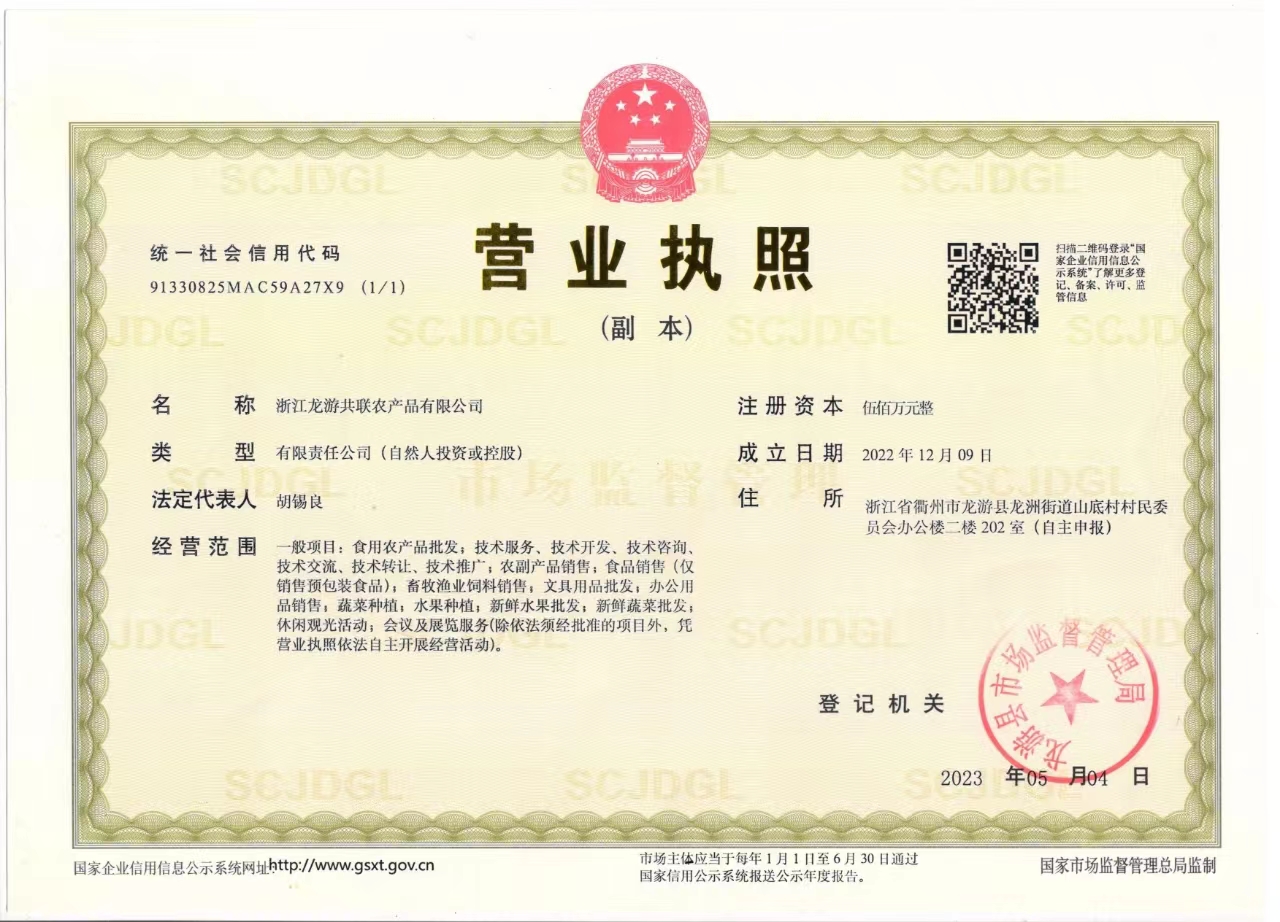 营业执照
(副 本)
统一社会信用代码
91330825MAC59A27X9 (1/1)
扫描二维码登录“国
家企业信用信息公
示系统”了解更多登
记、备案、许可、监
管信息
名 称 浙江龙游共联农产品有限公司
类 型 有限责任公司（自然人投资或控股）
法定代表人 胡锡良
经营范围 一般项目：食用农产品批发；技术服务、技术开发、技术咨询、
技术交流、技术转让、技术推广；农副产品销售；食品销售（仅
销售预包装食品）；畜牧渔业饲料销售；文具用品批发；办公用
品销售；蔬菜种植；水果种植；新鲜水果批发；新鲜蔬菜批发；
休闲观光活动；会议及展览服务(除依法须经批准的项目外，凭
营业执照依法自主开展经营活动)。
注册资本 伍佰万元整
成立日期 2022 年 12 月 09 日
住 所 浙江省衢州市龙游县龙洲街道山底村村民委
员会办公楼二楼 202 室（自主申报）
登记机关
龙游县市场监督管理局
2023 年05 月04 日
国家企业信用信息公示系统网址:http://www.gsxt.gov.cn
市场主体应当于每年 1 月 1 日至 6 月 30 日通过
国家信用公示系统报送公示年度报告。
国家市场监督管理总局监制
SCJDGL
市场监督管理